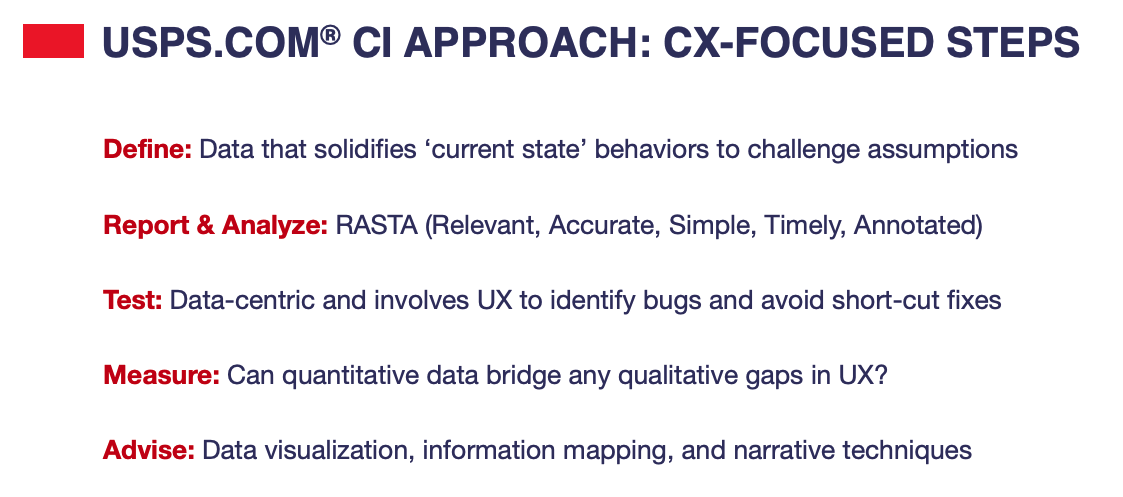 USPS.COM® CI APPROACH: CX-FOCUSED STEPS
Define: Data that solidifies ‘current state’ behaviors to challenge assumptions
Report & Analyze: RASTA (Relevant, Accurate, Simple, Timely, Annotated)
Test: Data-centric and involves UX to identify bugs and avoid short-cut fixes
Measure: Can quantitative data bridge any qualitative gaps in UX?
Advise: Data visualization, information mapping, and narrative techniques